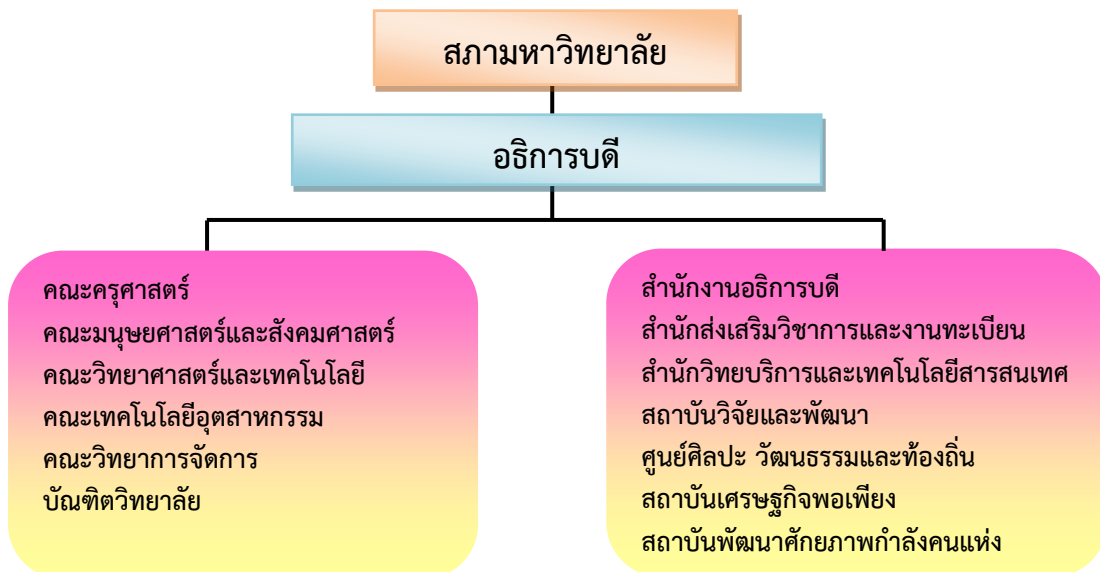 สภามหาวิทยาลัย
อธิการบดี
คณะครุศาสตร์
คณะมนุษยศาสตร์และสังคมศาสตร์
คณะวิทยาศาสตร์และเทคโนโลยี
คณะเทคโนโลยีอุตสาหกรรม
คณะวิทยาการจัดการ
บัณฑิตวิทยาลัย
สำนักงานอธิการบดี
สำนักส่งเสริมวิชาการและงานทะเบียน
สำนักวิทยบริการและเทคโนโลยีสารสนเทศ
สถาบันวิจัยและพัฒนา
ศูนย์ศิลปะ วัฒนธรรมและท้องถิ่น
สถาบันเศรษฐกิจพอเพียง
สถาบันพัฒนาศักยภาพกำลังคนแห่ง